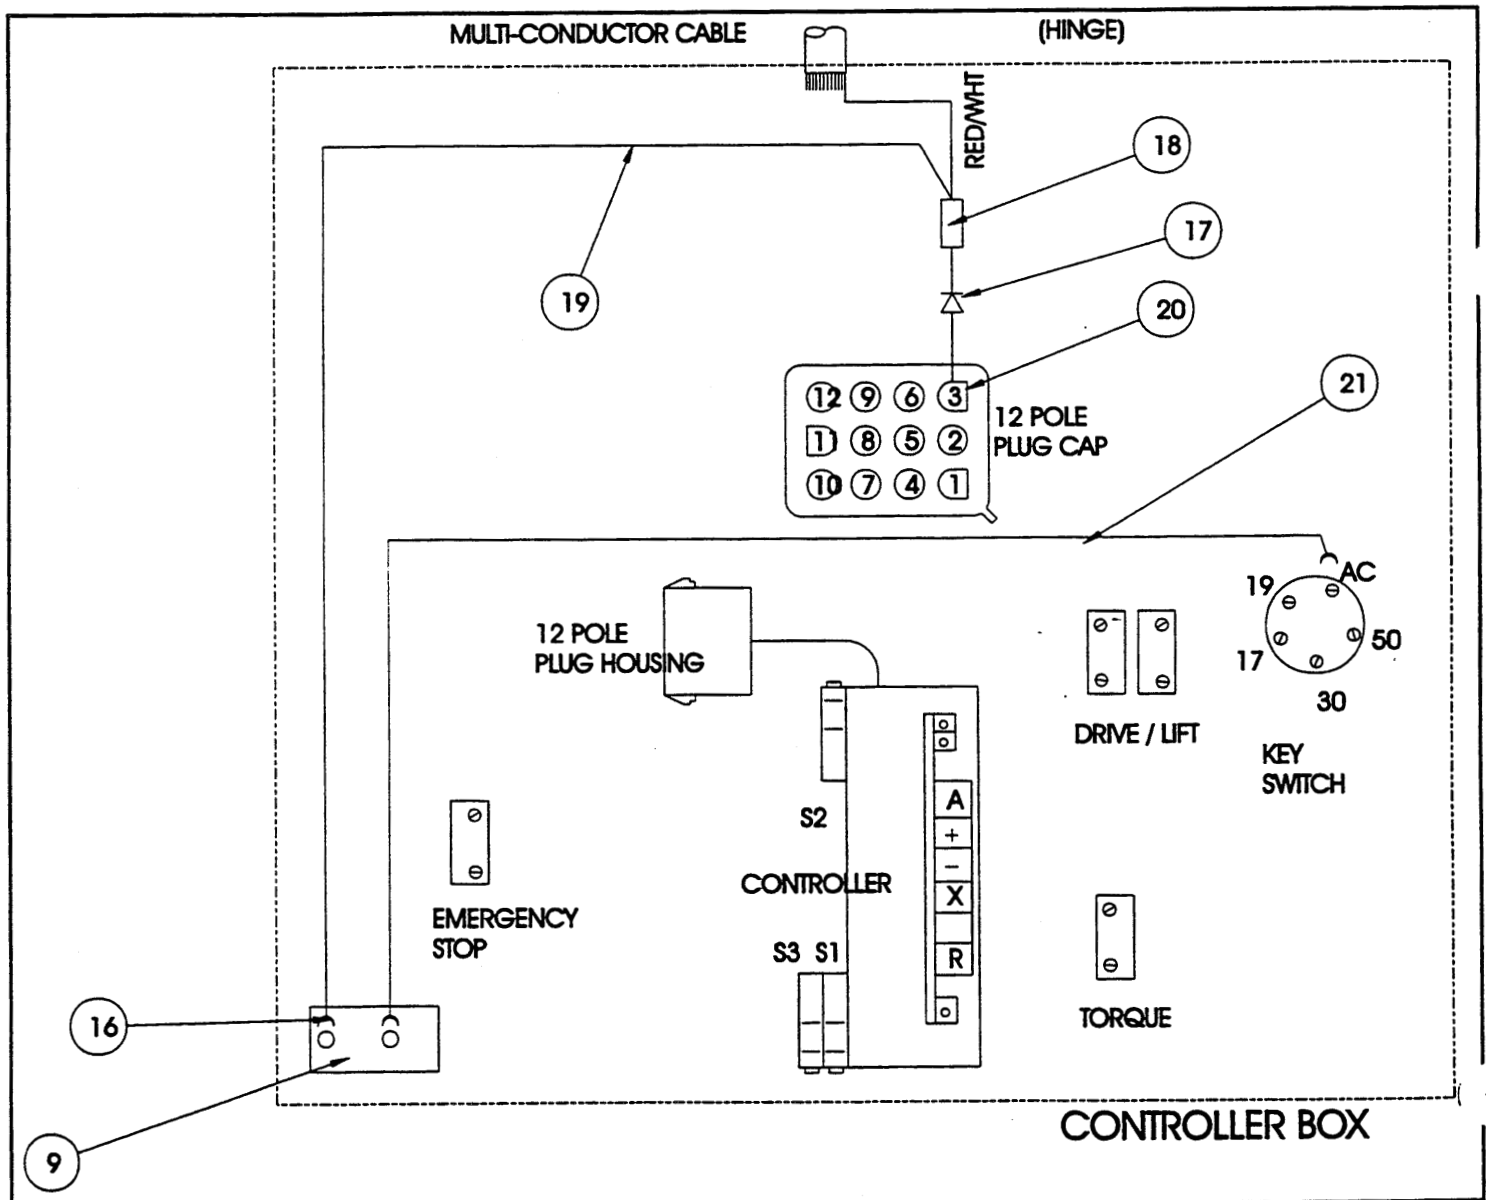 MULTI-CONDUCTOR CABLE
(HINGE)
RED/WHT
18
17
19
20
21
12 9 6 3
11 8 5 2
10 7 4 1
12 POLE
PLUG CAP
AC
19
50
17
30
KEY
SWITCH
12 POLE
PLUG HOUSING
DRIVE / LIFT
S2
A
+
-
X
R
CONTROLLER
EMERGENCY
STOP
S3 S1
TORQUE
16
9
CONTROLLER BOX